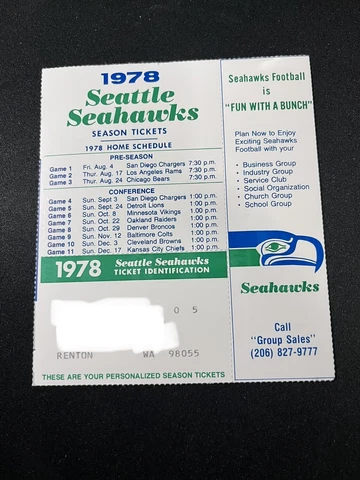 1978
Seattle
Seahawks
SEASON TICKETS
1978 HOME SCHEDULE
PRE-SEASON
Game 1 Fri. Aug. 4 San Diego Chargers 7:30 p.m.
Game 2 Thu. Aug. 17 Los Angeles Rams 7:30 p.m.
Game 3 Thu. Aug. 24 Chicago Bears 7:30 p.m.
CONFERENCE
Game 4 Sun. Sept 3 San Diego Chargers 1:00 p.m.
Game 5 Sun. Sept. 24 Detroit Lions 1:00 p.m.
Game 6 Sun. Oct. 8 Minnesota Vikings 1:00 p.m.
Game 7 Sun. Oct. 22 Oakland Raiders 1:00 p.m.
Game 8 Sun. Oct. 29 Denver Broncos 1:00 p.m.
Game 9 Sun. Nov. 12 Baltimore Colts 1:00 p.m.
Game 10 Sun. Dec. 3 Cleveland Browns 1:00 p.m.
Game 11 Sun. Dec. 17 Kansas City Chiefs 1:00 p.m.
1978 Seattle Seahawks
TICKET IDENTIFICATION
0 5
RENTON WA 98055
THESE ARE YOUR PERSONALIZED SEASON TICKETS
Seahawks Football
is
"FUN WITH A BUNCH"
Plan Now to Enjoy
Exciting Seahawks
Football with your
· Business Group
· Industry Group
· Service Club
· Social Organization
· Church Group
· School Group
Seahawks
Call
"Group Sales"
(206) 827-9777